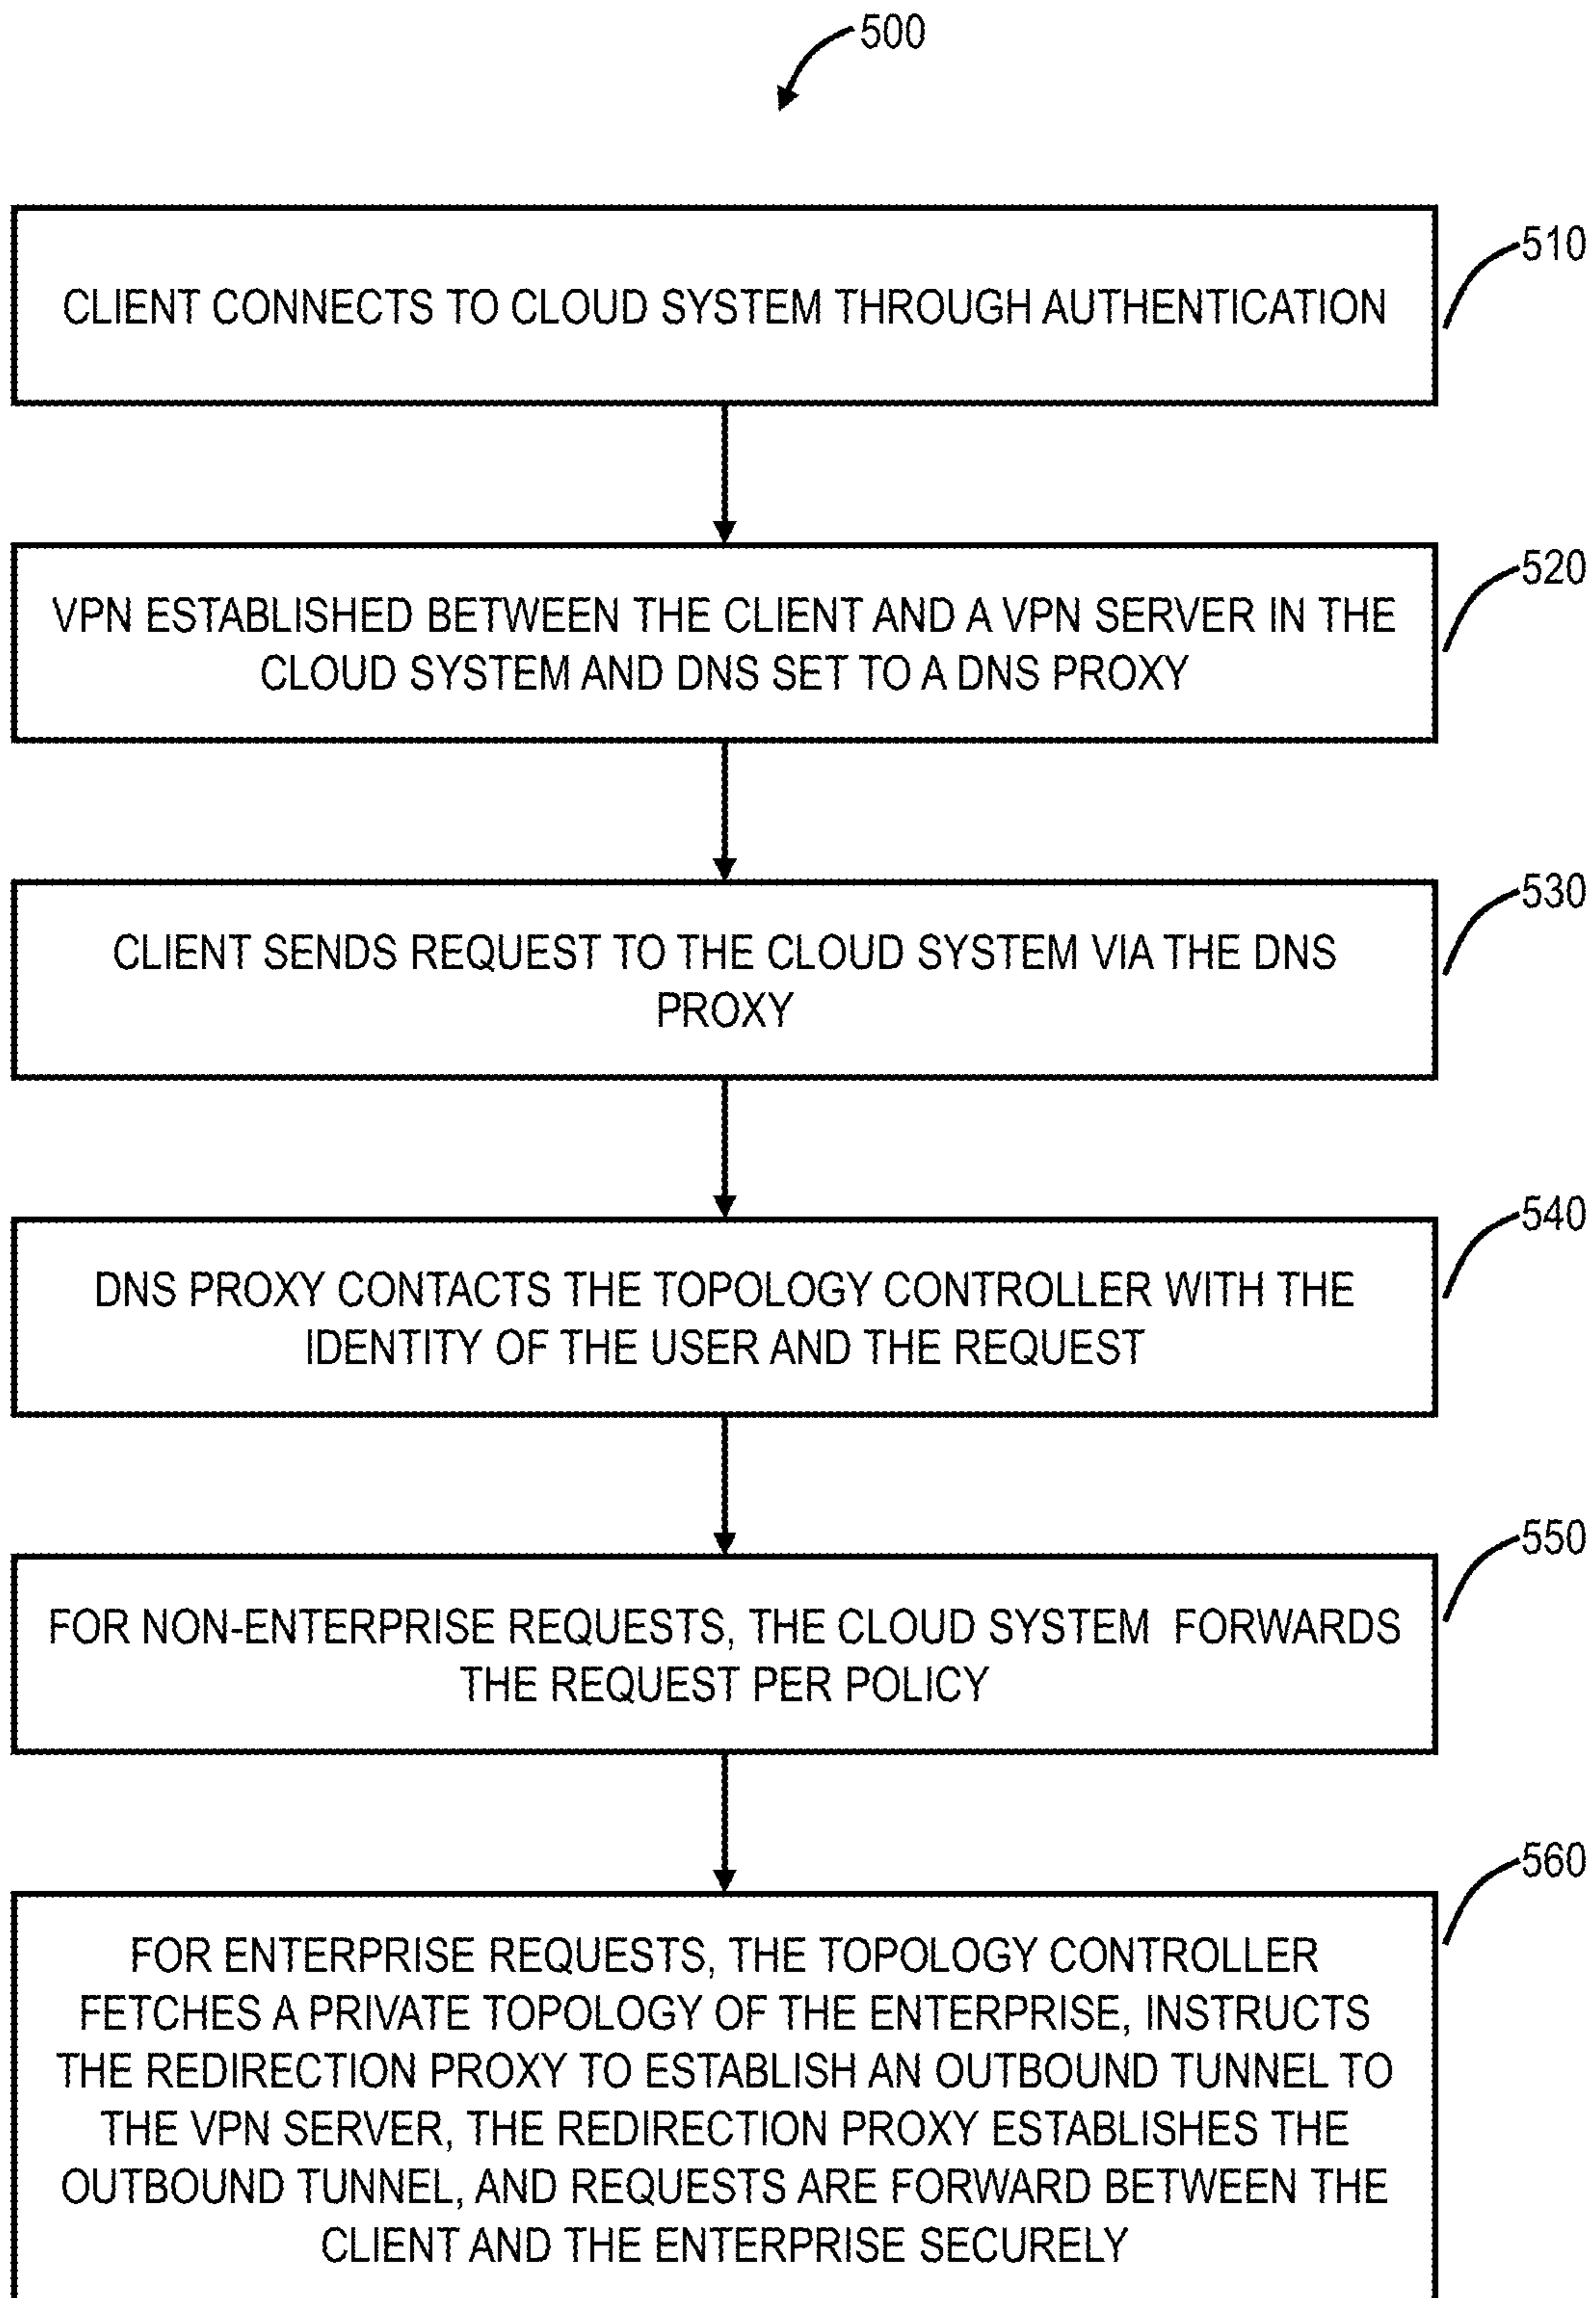 500
510
CLIENT CONNECTS TO CLOUD SYSTEM THROUGH AUTHENTICATION
520
VPN ESTABLISHED BETWEEN THE CLIENT AND A VPN SERVER IN THE
CLOUD SYSTEM AND DNS SET TO A DNS PROXY
530
CLIENT SENDS REQUEST TO THE CLOUD SYSTEM VIA THE DNS
PROXY
540
DNS PROXY CONTACTS THE TOPOLOGY CONTROLLER WITH THE
IDENTITY OF THE USER AND THE REQUEST
550
FOR NON-ENTERPRISE REQUESTS, THE CLOUD SYSTEM FORWARDS
THE REQUEST PER POLICY
560
FOR ENTERPRISE REQUESTS, THE TOPOLOGY CONTROLLER
FETCHES A PRIVATE TOPOLOGY OF THE ENTERPRISE, INSTRUCTS
THE REDIRECTION PROXY TO ESTABLISH AN OUTBOUND TUNNEL TO
THE VPN SERVER, THE REDIRECTION PROXY ESTABLISHES THE
OUTBOUND TUNNEL, AND REQUESTS ARE FORWARD BETWEEN THE
CLIENT AND THE ENTERPRISE SECURELY